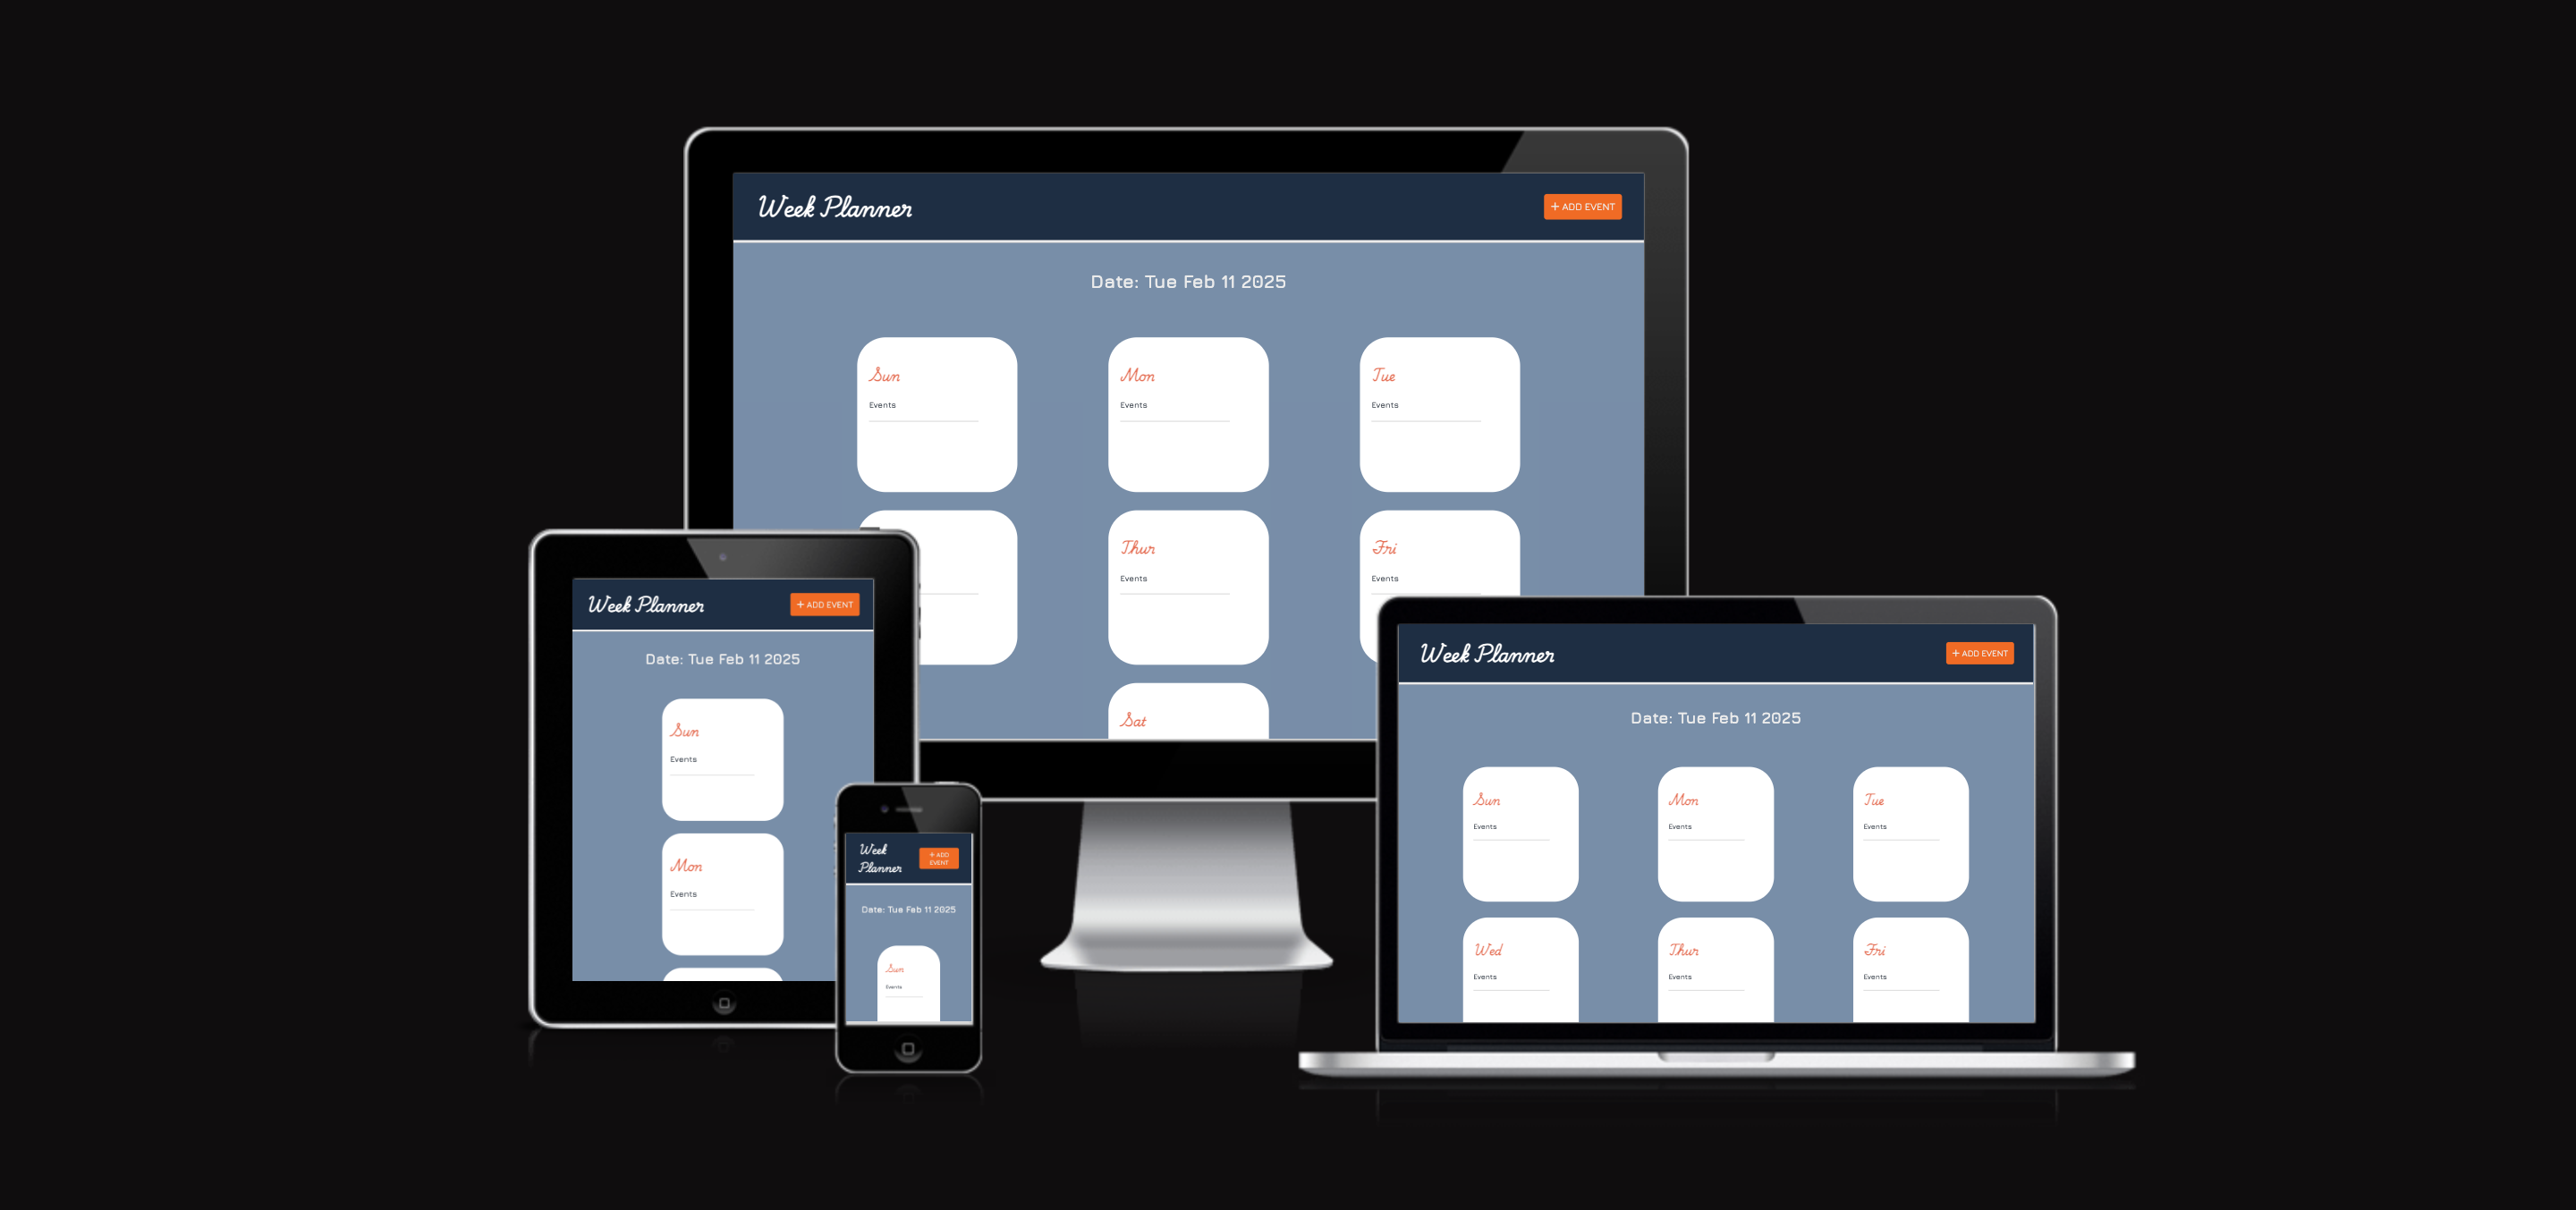 Week Planner
+ ADD EVENT
Date: Tue Feb 11 2025
Sun
Events
Mon
Events
Tue
Events
Thur
Events
Fri
Events
Sat
Week Planner
+ ADD EVENT
Date: Tue Feb 11 2025
Sun
Events
Mon
Events
Week
Planner
+ ADD
EVENT
Date: Tue Feb 11 2025
Sun
Events
Week Planner
+ ADD EVENT
Date: Tue Feb 11 2025
Sun
Events
Mon
Events
Tue
Events
Wed
Events
Thur
Events
Fri
Events